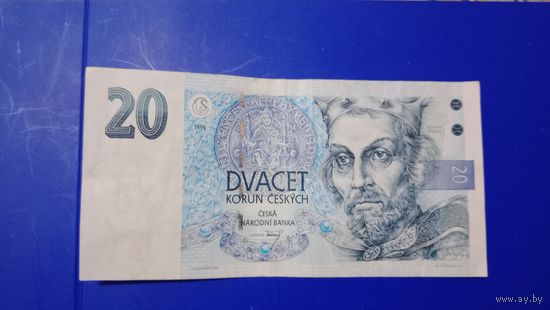 20
1994
DVACET
KORUN ČESKÝCH
ČESKÁ
NÁRODNÍ BANKA
20
www.ay.by